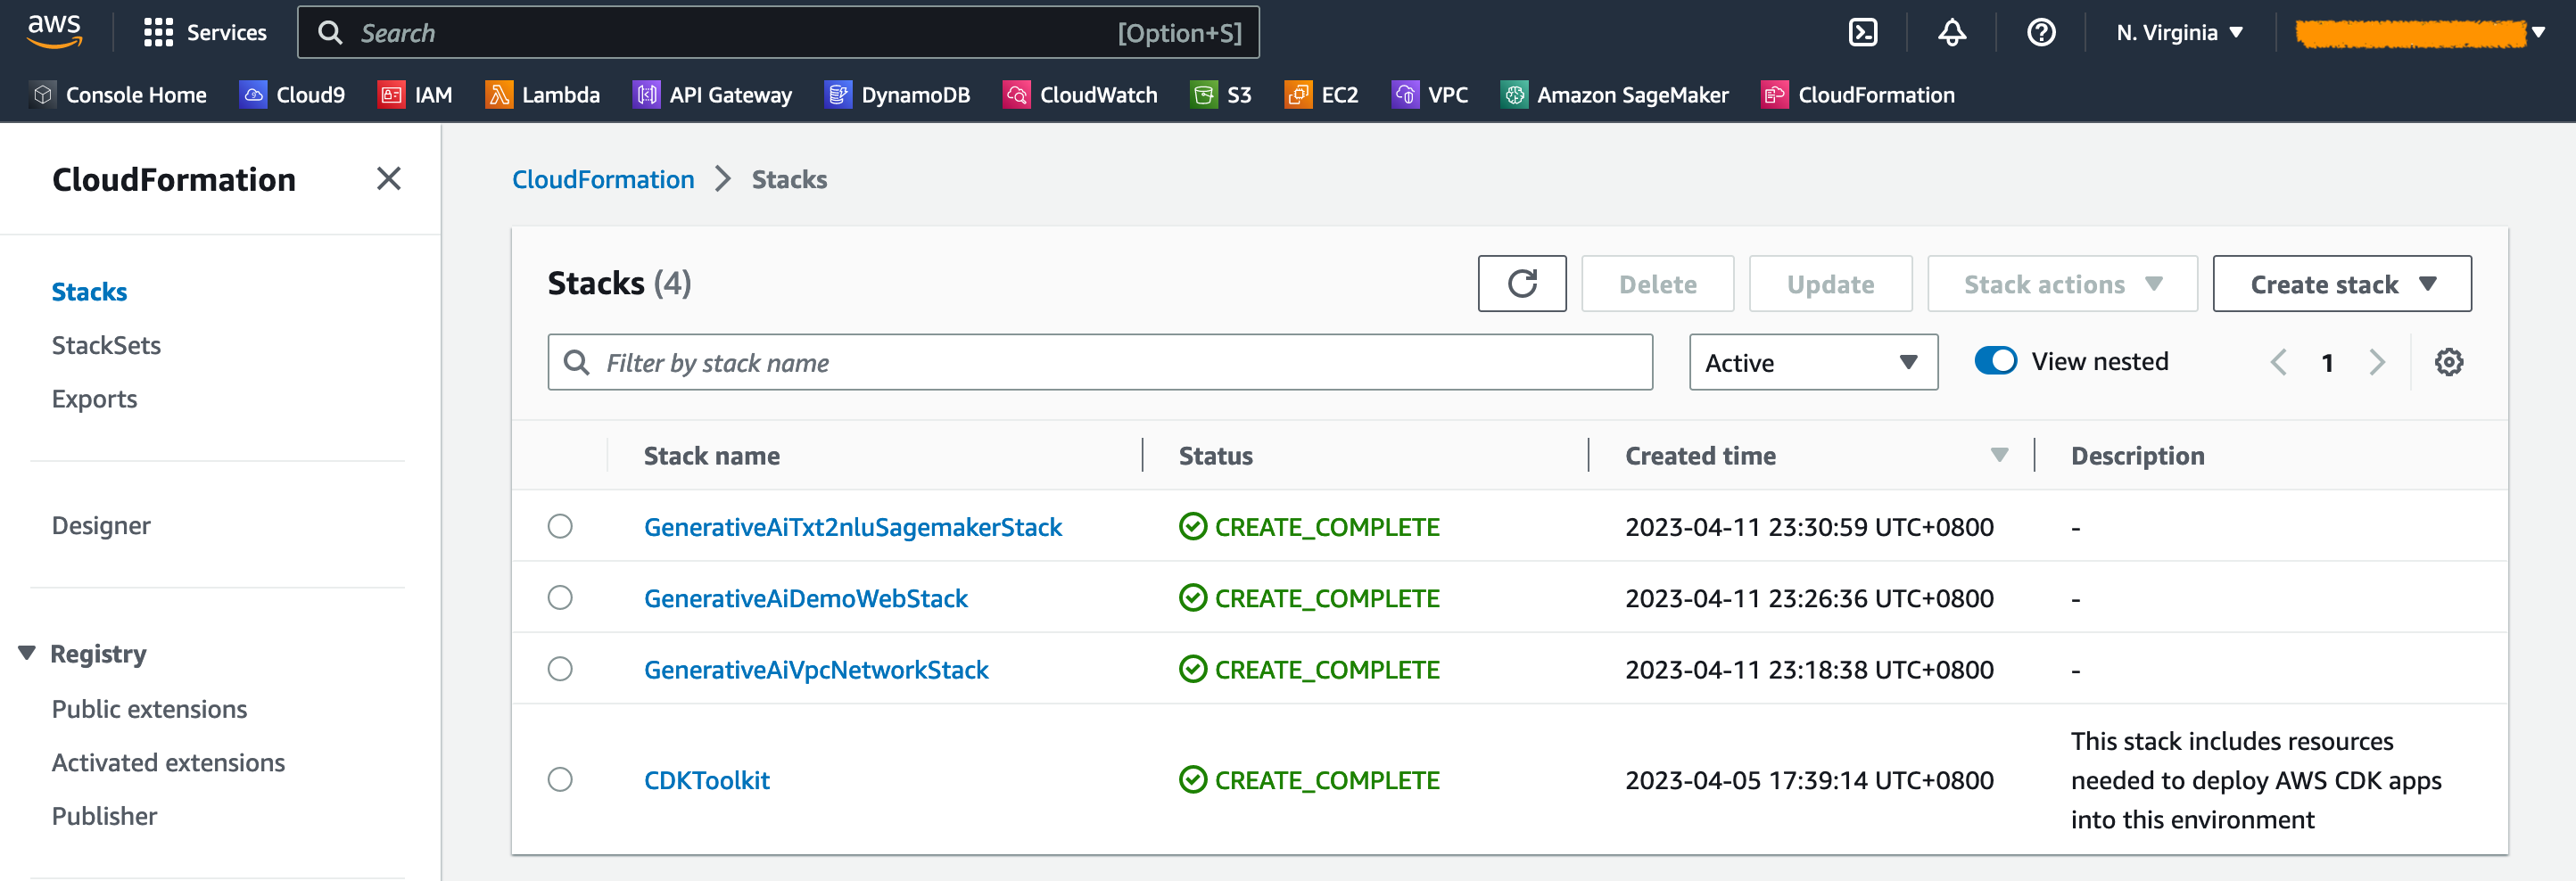 aws Services Search [Option+S] N. Virginia
Console Home Cloud9 IAM Lambda API Gateway DynamoDB CloudWatch S3 EC2 VPC Amazon SageMaker CloudFormation
CloudFormation
Stacks
StackSets
Exports
Designer
Registry
Public extensions
Activated extensions
Publisher
CloudFormation Stacks
Stacks (4) Delete Update Stack actions Create stack
Filter by stack name Active View nested 1
Stack name Status Created time Description
GenerativeAiTxt2nluSagemakerStack CREATE_COMPLETE 2023-04-11 23:30:59 UTC+0800 -
GenerativeAiDemoWebStack CREATE_COMPLETE 2023-04-11 23:26:36 UTC+0800 -
GenerativeAiVpcNetworkStack CREATE_COMPLETE 2023-04-11 23:18:38 UTC+0800 -
CDKToolkit CREATE_COMPLETE 2023-04-05 17:39:14 UTC+0800
This stack includes resources
needed to deploy AWS CDK apps
into this environment